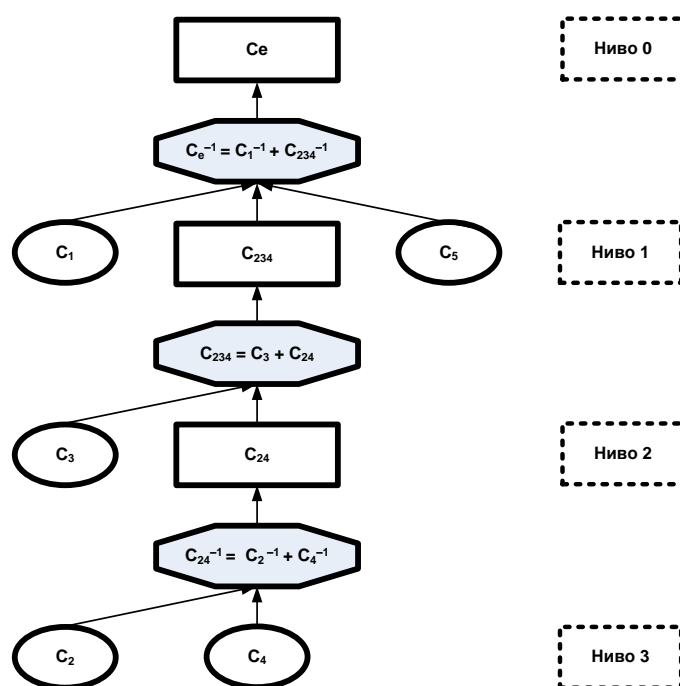 Ce
Ниво 0
Cₑ⁻¹ = C₁⁻¹ + C₂₃₄⁻¹
C₁
C₂₃₄
C₅
Ниво 1
C₂₃₄ = C₃ + C₂₄
C₃
C₂₄
Ниво 2
C₂₄⁻¹ = C₂⁻¹ + C₄⁻¹
C₂
C₄
Ниво 3